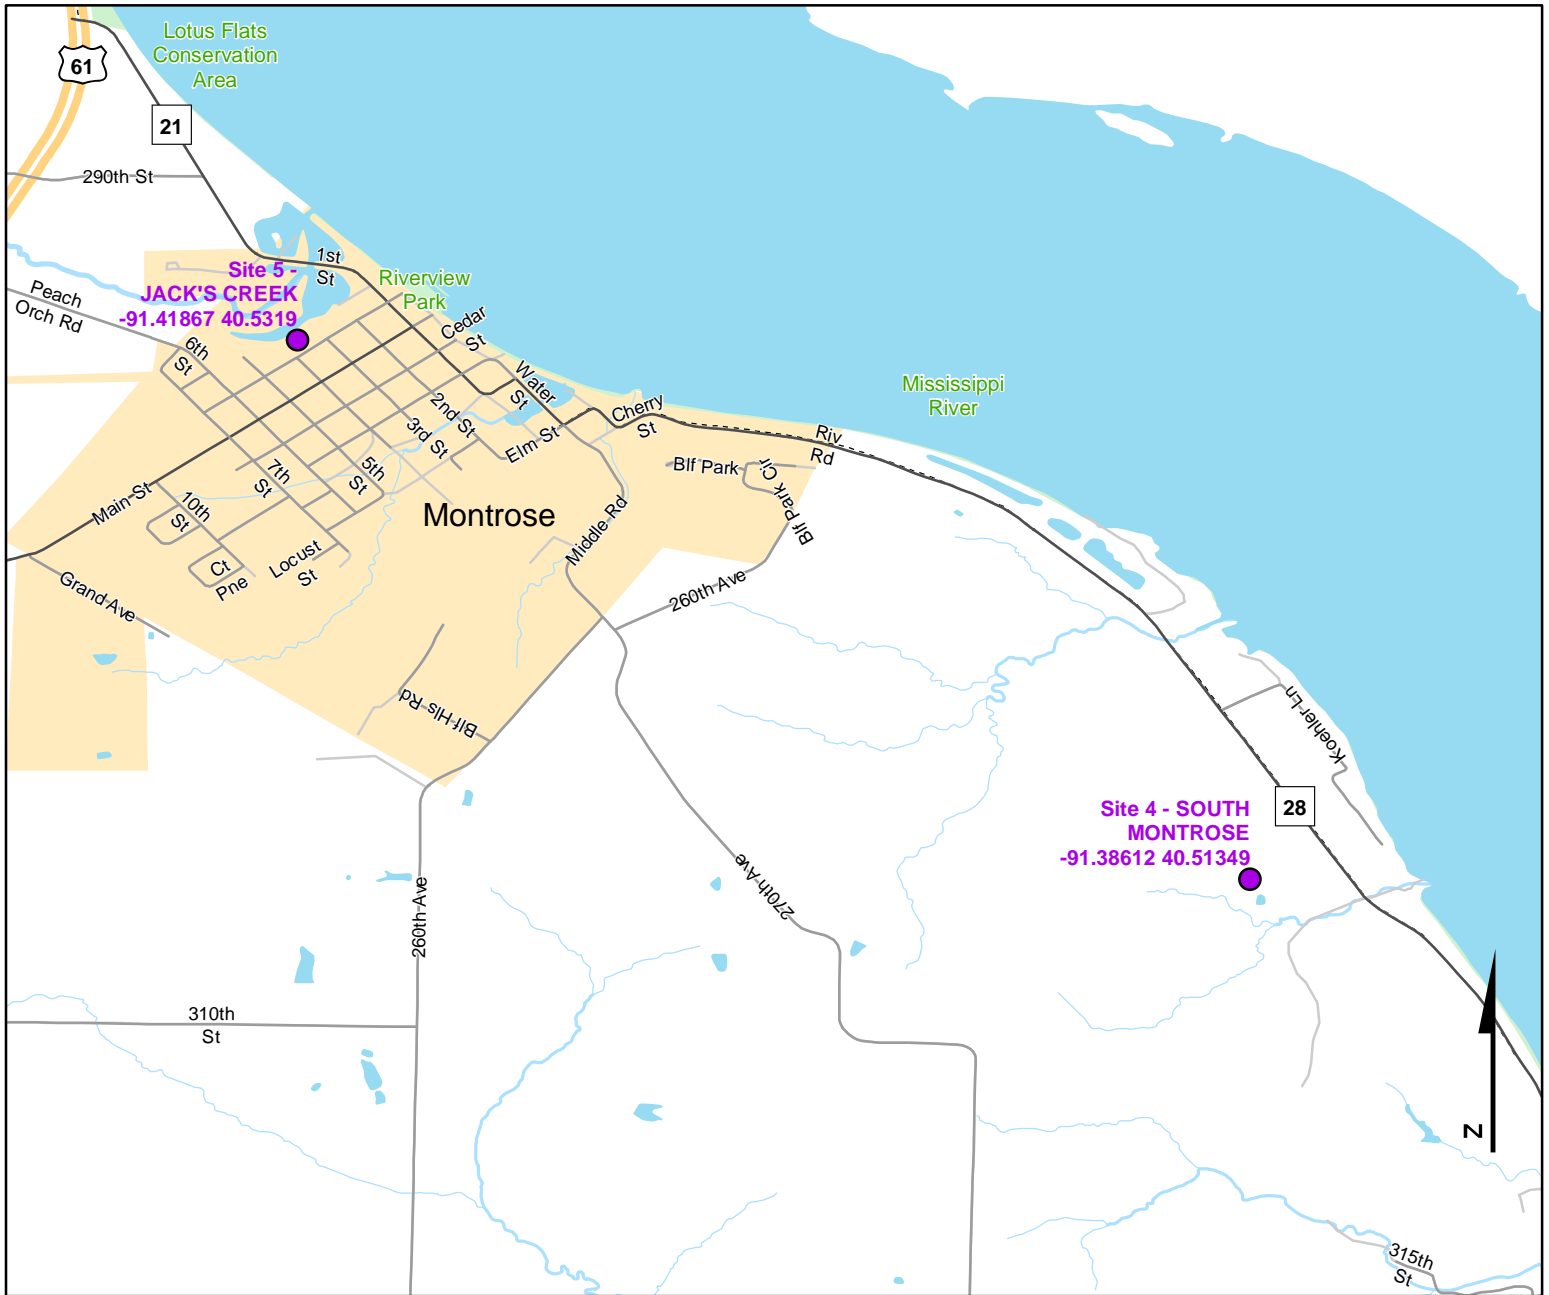 Lotus Flats
Conservation
Area
61
21
290th St
1st
St
Site 5 -
JACK'S CREEK
-91.41867 40.5319
Riverview
Park
Peach
Orch Rd
Cedar
St
6th
St
Water
St
Mississippi
River
2nd St
Cherry
St
3rd St
Elm St
Riv
Rd
Blf Park
Blf Park Cir
7th
St
5th
St
Main St
10th
St
Montrose
Middle Rd
Locust
St
Ct
Pne
Grand Ave
260th Ave
Blf Hls Rd
Koehler Ln
Site 4 - SOUTH
MONTROSE
-91.38612 40.51349
28
270th Ave
260th Ave
310th
St
N
315th
St